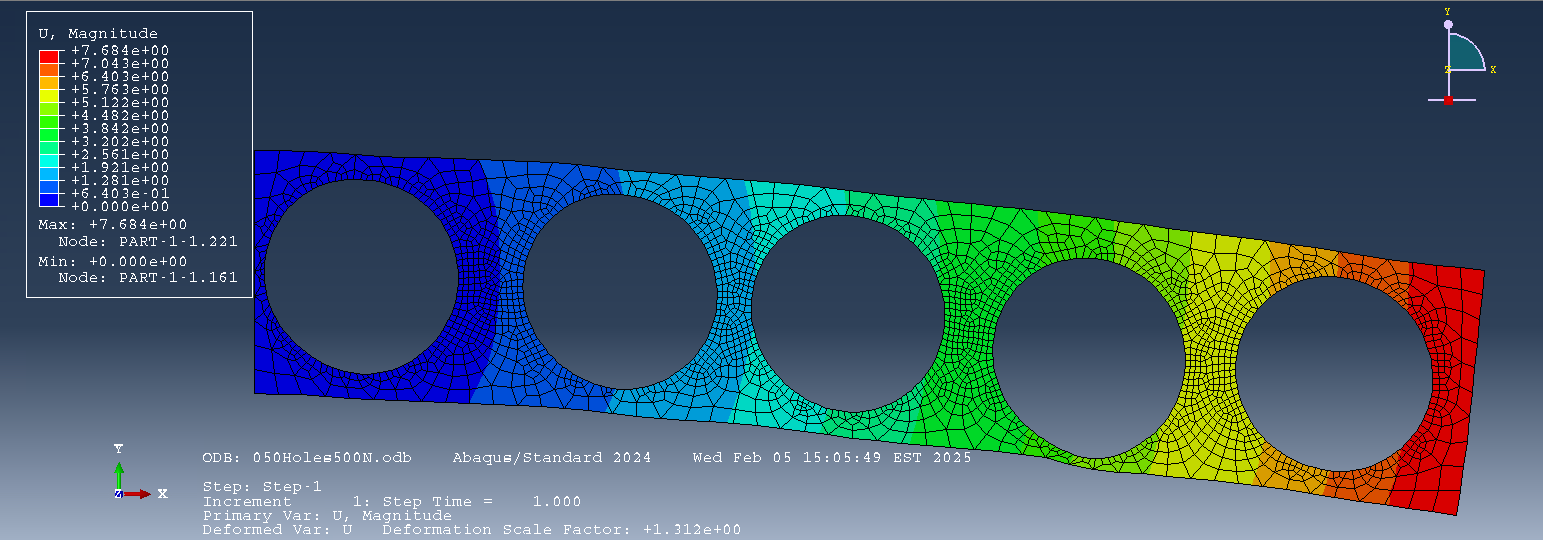 U, Magnitude
+7.684e+00
+7.043e+00
+6.403e+00
+5.763e+00
+5.122e+00
+4.482e+00
+3.842e+00
+3.202e+00
+2.561e+00
+1.921e+00
+1.281e+00
+6.403e-01
+0.000e+00
Max: +7.684e+00
Node: PART-1-1.221
Min: +0.000e+00
Node: PART-1-1.161
Y
Z
X
Y
Z
X
ODB: 050Holes500N.odb Abaqus/Standard 2024 Wed Feb 05 15:05:49 EST 2025
Step: Step-1
Increment 1: Step Time = 1.000
Primary Var: U, Magnitude
Deformed Var: U Deformation Scale Factor: +1.312e+00